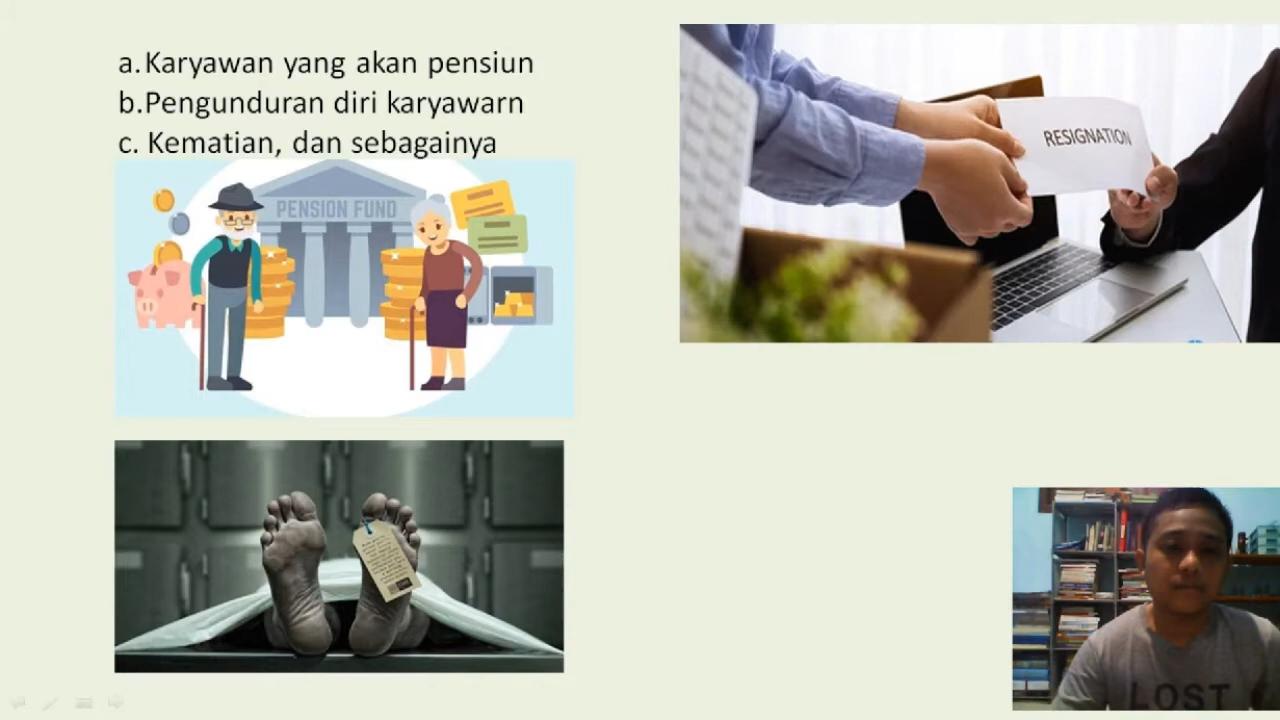 a.Karyawan yang akan pensiun
b.Pengunduran diri karyawarn
c. Kematian, dan sebagainya
PENSION FUND
RESIGNATION
LOST